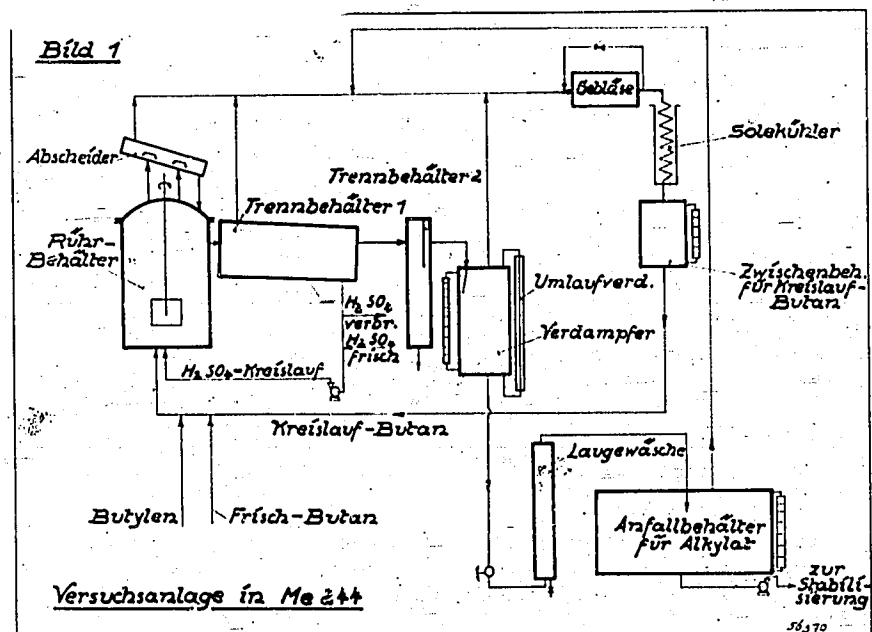 Bild 1
Gebläse
Solekühler
Abscheider
Trennbehälter 2
Trennbehälter 1
Rühr-
Behälter
Zwischenbeh.
für Kreislauf-
Butan
Umlaufverd.
H₂SO₄
verbr.
H₂SO₄
frisch
Verdampfer
H₂SO₄-Kreislauf
Kreislauf-Butan
Laugewäsche
Butylen
Frisch-Butan
Anfallbehälter
für Alkylat
zur
Stabili-
sierung
Versuchsanlage in Me 244
56370